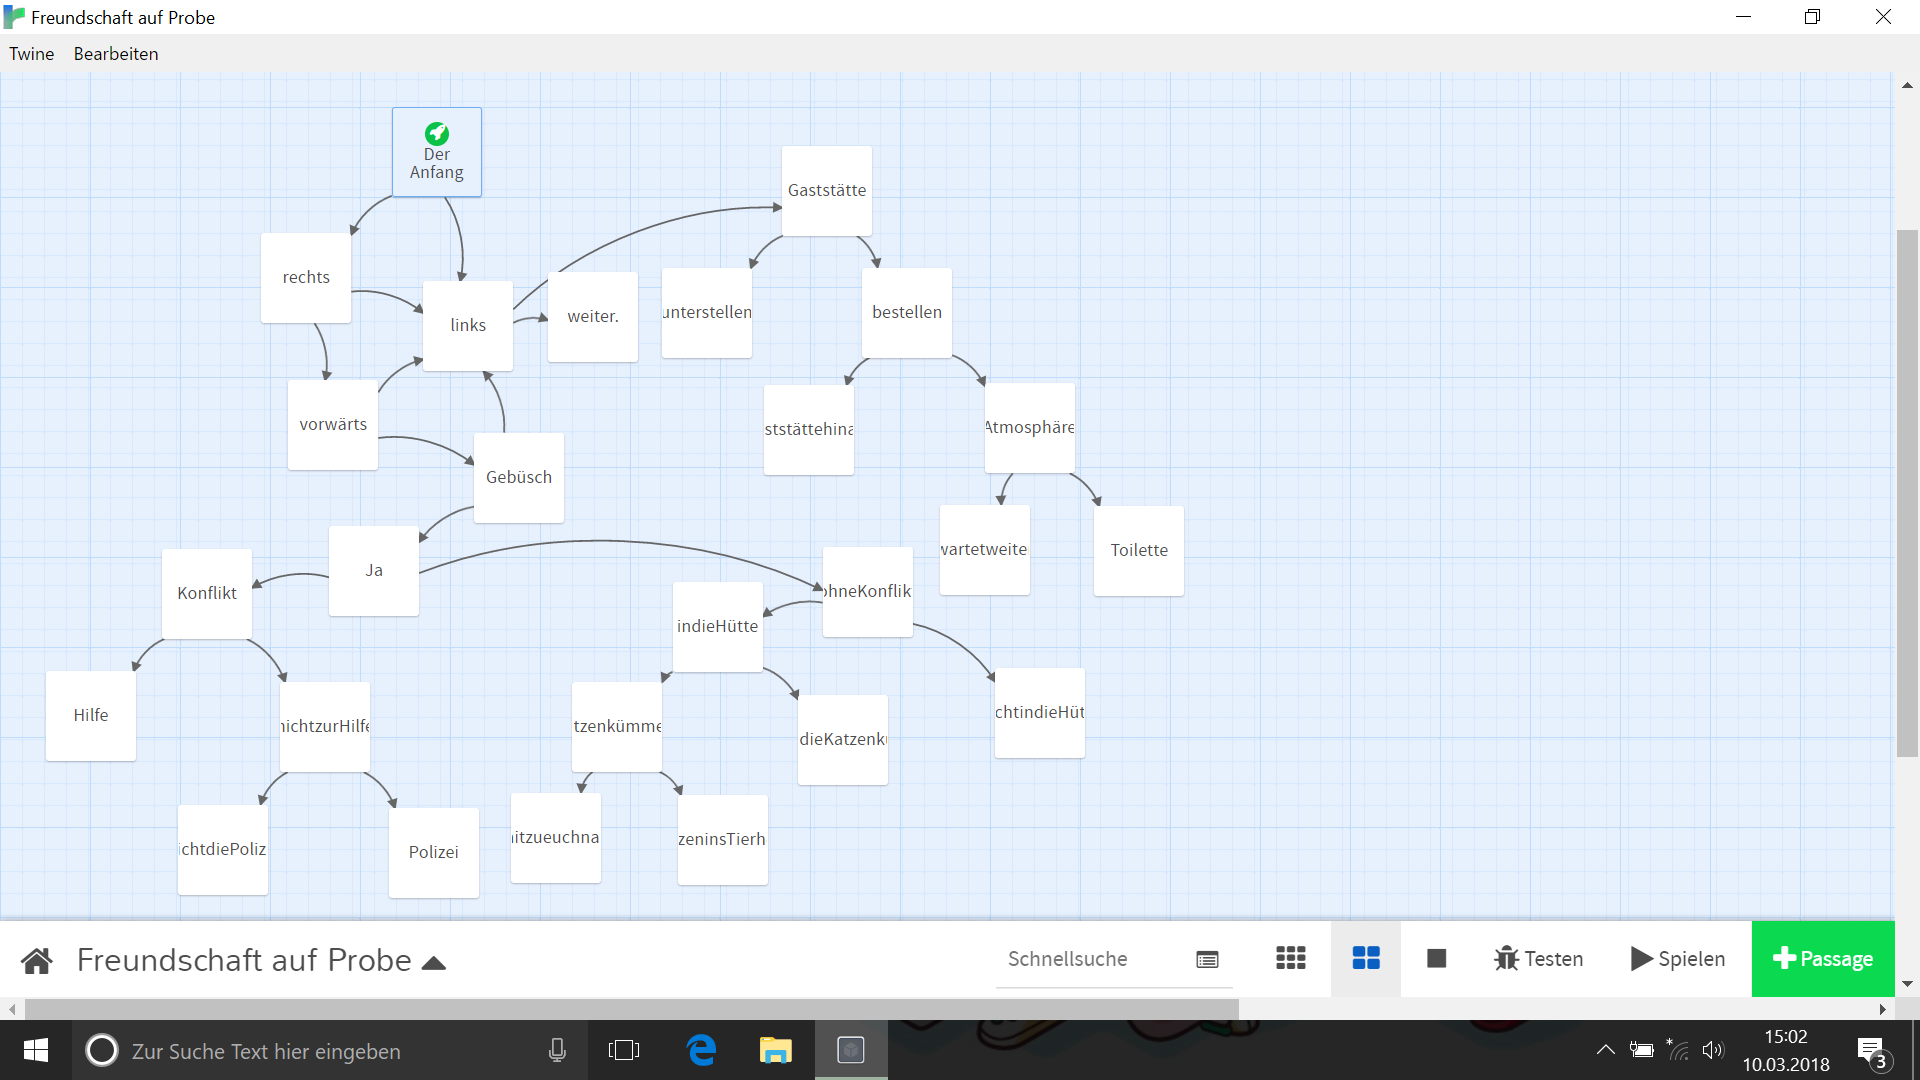 Freundschaft auf Probe
Twine Bearbeiten
Der
Anfang
Gaststätte
rechts
links
weiter.
unterstellen
bestellen
vorwärts
ststättehina
Atmosphäre
Gebüsch
wartetweite
Toilette
Ja
Konflikt
ohneKonflik
indieHütte
Hilfe
nichtzurHilfe
tzenkümme
dieKatzenk
chtindieHüt
ichtdiePoliz
Polizei
nitzueuchna
zeninsTierh
Freundschaft auf Probe
Schnellsuche
Testen
Spielen
Passage
Zur Suche Text hier eingeben
15:02
10.03.2018
3